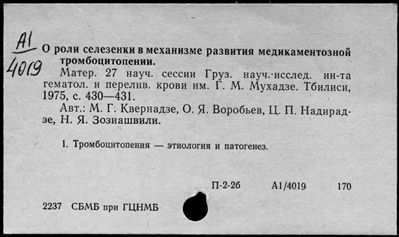 А1
4019
О роли селезенки в механизме развития медикаментозной
тромбоцитопении.
Матер. 27 науч. сессии Груз. науч.-исслед. ин-та
гематол. и перелив. крови им. Г. М. Мухадзе. Тбилиси,
1975, с. 430—431.
Авт.: М. Г. Квернадзе, О. Я. Воробьев, Ц. П. Надирад-
зе, Н. Я. Зозиашвили.
1. Тромбоцитопения — этиология и патогенез.
П-2-2б А1/4019 170
2237 СБМБ при ГЦНМБ